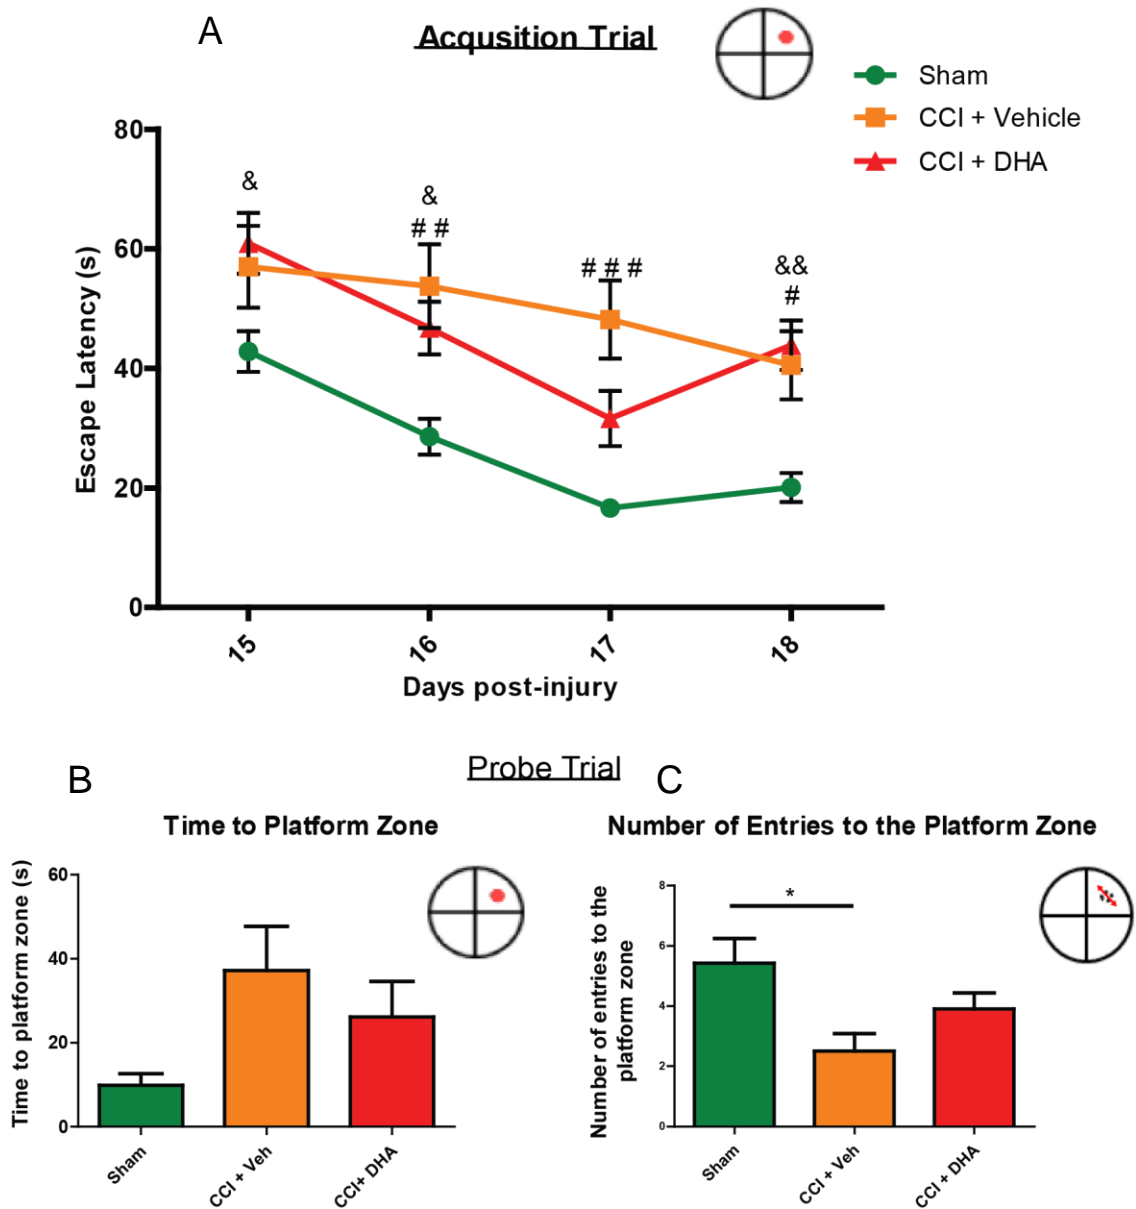 A
Acqusition Trial
Sham
CCI + Vehicle
CCI + DHA
80
60
40
20
0
Escape Latency (s)
&
&
# #
# # #
&&
#
15
16
17
18
Days post-injury
Probe Trial
B
Time to Platform Zone
Time to platform zone (s)
60
40
20
0
Sham
CCI + Veh
CCI+ DHA
C
Number of Entries to the Platform Zone
Number of entries to the
platform zone
8
6
4
2
0
*
Sham
CCI + Veh
CCI + DHA